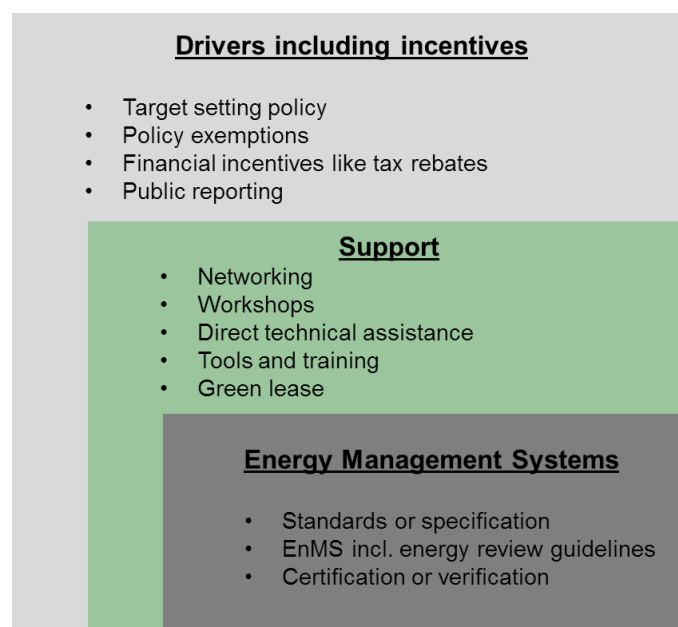 Drivers including incentives
• Target setting policy
• Policy exemptions
• Financial incentives like tax rebates
• Public reporting
Support
• Networking
• Workshops
• Direct technical assistance
• Tools and training
• Green lease
Energy Management Systems
• Standards or specification
• EnMS incl. energy review guidelines
• Certification or verification